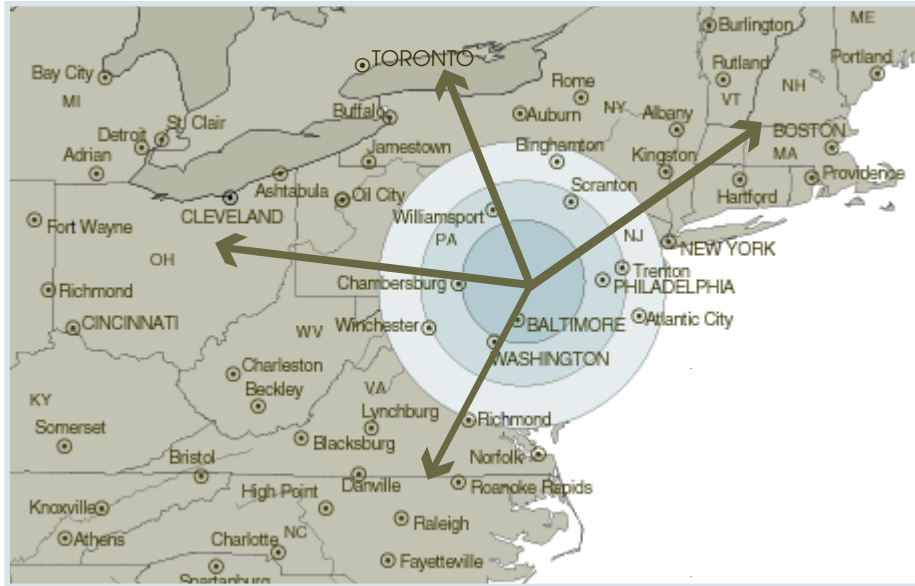 ME
Burlington
TORONTO
Portland
Rutland
Bay City
Rome
NH
MI
VT
NY
Buffalo
Auburn
Albany
St. Clair
BOSTON
Detroit
Jamestown
Binghamton
MA
Adrian
Kingston
Providence
Ashtabula
Scranton
Oil City
Hartford
CLEVELAND
Williamsport
Fort Wayne
PA
NJ
NEW YORK
OH
Trenton
Chambersburg
PHILADELPHIA
Richmond
CINCINNATI
WV
Winchester
BALTIMORE
Atlantic City
WASHINGTON
Charleston
Beckley
VA
KY
Lynchburg
Richmond
Somerset
Blacksburg
Bristol
Norfolk
High Point
Danville
Roanoke Rapids
Knoxville
Raleigh
NC
Athens
Charlotte
Fayetteville
Spartanburg